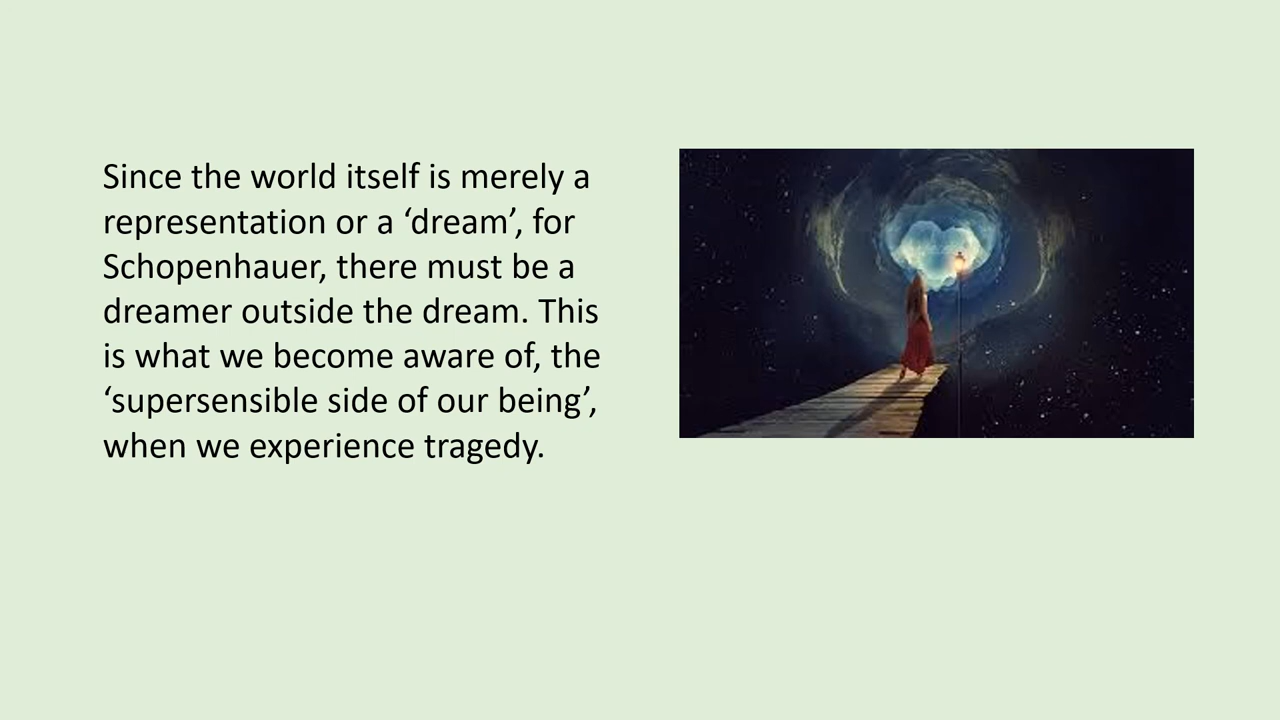 Since the world itself is merely a
representation or a ‘dream’, for
Schopenhauer, there must be a
dreamer outside the dream. This
is what we become aware of, the
‘supersensible side of our being’,
when we experience tragedy.